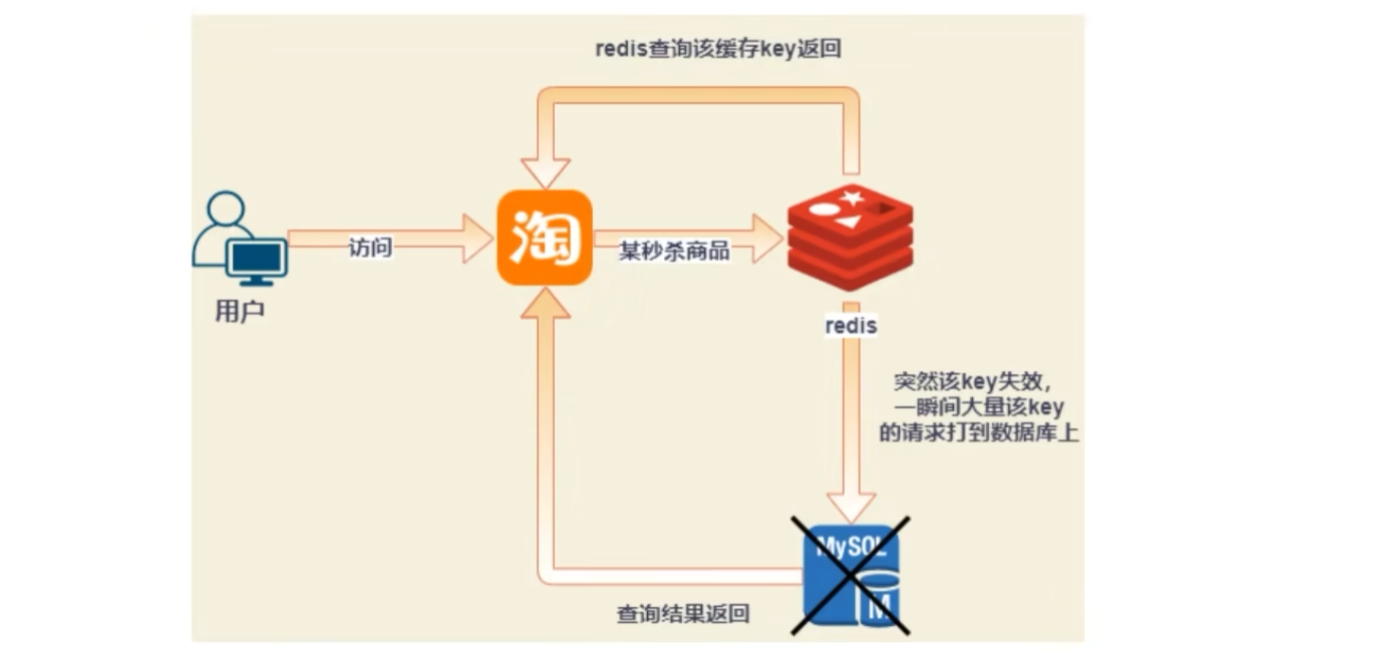 redis查询该缓存key返回
淘
访问
某秒杀商品
用户
redis
突然该key失效，
一瞬间大量该key
的请求打到数据库上
MySQL
M
查询结果返回